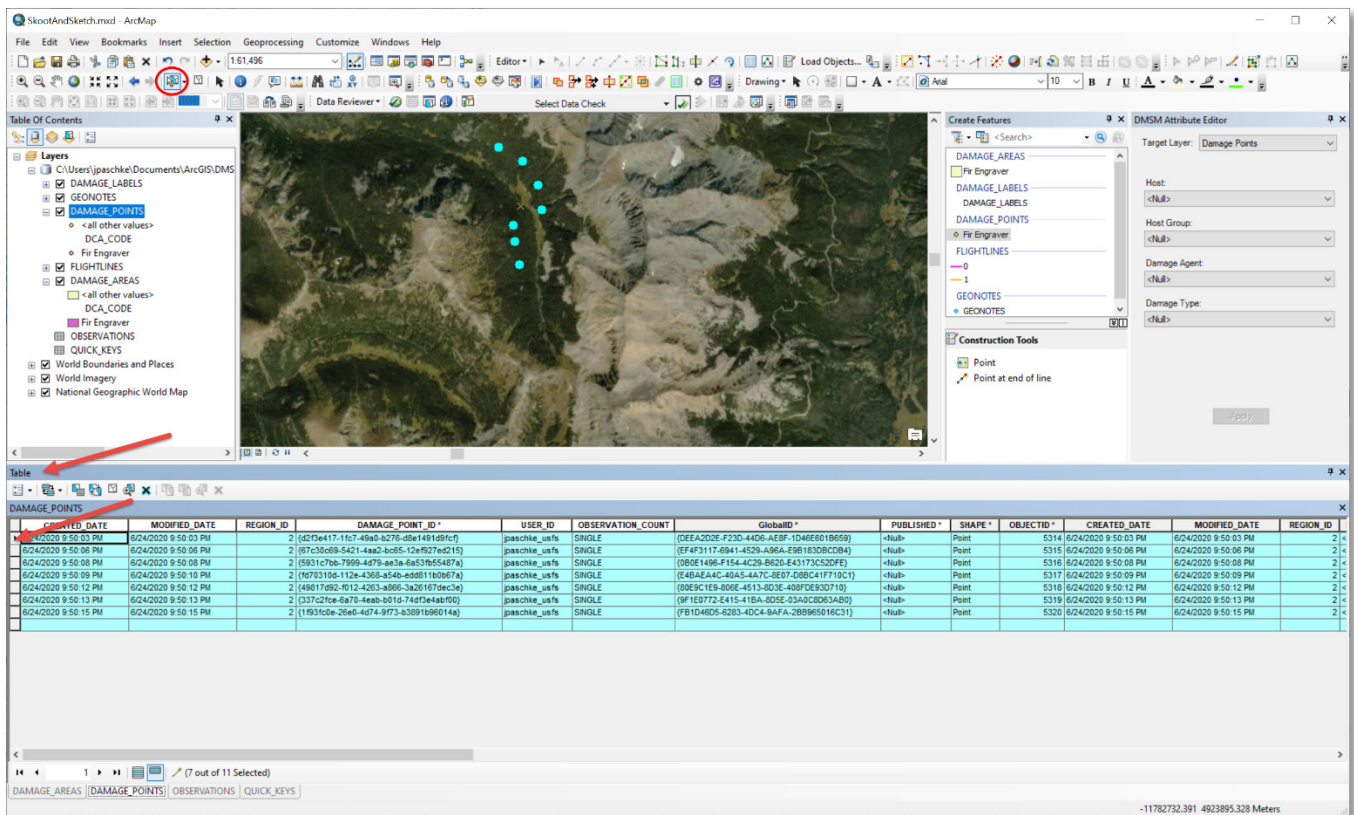 SkootAndSketch.mxd - ArcMap
File Edit View Bookmarks Insert Selection Geoprocessing Customize Windows Help
1:61,496 Editor Load Objects...
Drawing Arial 10 B I U A
Data Reviewer Select Data Check
Table Of Contents
Layers
C:\Users\jpaschke\Documents\ArcGIS\DMS
DAMAGE_LABELS
GEONOTES
DAMAGE_POINTS
<all other values>
DCA_CODE
Fir Engraver
FLIGHTLINES
DAMAGE_AREAS
<all other values>
DCA_CODE
Fir Engraver
OBSERVATIONS
QUICK_KEYS
World Boundaries and Places
World Imagery
National Geographic World Map
Create Features
<Search>
DAMAGE_AREAS
Fir Engraver
DAMAGE_LABELS
DAMAGE_LABELS
DAMAGE_POINTS
Fir Engraver
FLIGHTLINES
0
1
GEONOTES
GEONOTES
Construction Tools
Point
Point at end of line
DMSM Attribute Editor
Target Layer: Damage Points
Host:
<Null>
Host Group:
<Null>
Damage Agent:
<Null>
Damage Type:
<Null>
Apply
Table
DAMAGE_POINTS
CREATED_DATE MODIFIED_DATE REGION_ID DAMAGE_POINT_ID * USER_ID OBSERVATION_COUNT GlobalID * PUBLISHED * SHAPE * OBJECTID * CREATED_DATE MODIFIED_DATE REGION_ID
6/24/2020 9:50:03 PM 6/24/2020 9:50:03 PM 2 {d2f3e417-1fc7-49a0-b276-d8e1491d9fcf} jpaschke_usfs SINGLE {DEEA2D2E-F23D-44D6-AE8F-1D46E601B659} <Null> Point 5314 6/24/2020 9:50:03 PM 6/24/2020 9:50:03 PM 2 <
6/24/2020 9:50:06 PM 6/24/2020 9:50:06 PM 2 {67c30c69-5421-4aa2-bc65-12ef927ed215} jpaschke_usfs SINGLE {EF4F3117-6941-4529-A96A-E9B183DBCDB4} <Null> Point 5315 6/24/2020 9:50:06 PM 6/24/2020 9:50:06 PM 2 <
6/24/2020 9:50:08 PM 6/24/2020 9:50:08 PM 2 {5931c7bb-7999-4d79-ae3a-6a53fb55487a} jpaschke_usfs SINGLE {0B0E1496-F154-4C29-B620-E43173C52DFE} <Null> Point 5316 6/24/2020 9:50:08 PM 6/24/2020 9:50:08 PM 2 <
6/24/2020 9:50:09 PM 6/24/2020 9:50:10 PM 2 {fd70310d-112e-4368-a54b-edd811b0b67a} jpaschke_usfs SINGLE {E4BAEA4C-40A5-4A7C-8E07-D8BC41F710C1} <Null> Point 5317 6/24/2020 9:50:09 PM 6/24/2020 9:50:09 PM 2 <
6/24/2020 9:50:12 PM 6/24/2020 9:50:12 PM 2 {49817d92-f012-4263-a866-3a26167dec3e} jpaschke_usfs SINGLE {80E9C1E9-806E-4513-8D3E-408FDE93D710} <Null> Point 5318 6/24/2020 9:50:12 PM 6/24/2020 9:50:12 PM 2 <
6/24/2020 9:50:13 PM 6/24/2020 9:50:13 PM 2 {337c2fce-6a70-4eab-b01d-74df3e4abf00} jpaschke_usfs SINGLE {9F1E0772-E415-41BA-8D5E-03A0C8D63AB0} <Null> Point 5319 6/24/2020 9:50:13 PM 6/24/2020 9:50:13 PM 2 <
6/24/2020 9:50:15 PM 6/24/2020 9:50:15 PM 2 {1f93fc0e-26e0-4d74-9f73-b3891b96014a} jpaschke_usfs SINGLE {FB1D46D5-6283-4DC4-9AFA-2BB965016C31} <Null> Point 5320 6/24/2020 9:50:15 PM 6/24/2020 9:50:15 PM 2 <
1 (7 out of 11 Selected)
DAMAGE_AREAS DAMAGE_POINTS OBSERVATIONS QUICK_KEYS
-11782732.391 4923895.328 Meters